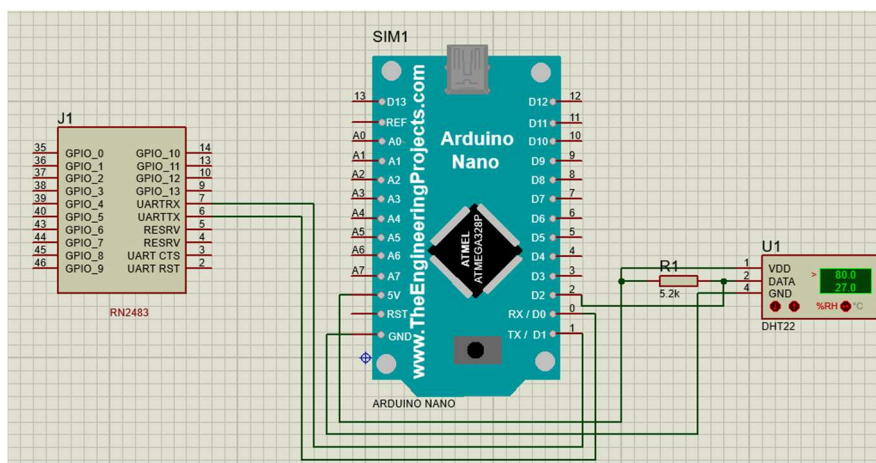 SIM1
J1
35 GPIO_0 GPIO_10 14
36 GPIO_1 GPIO_11 13
37 GPIO_2 GPIO_12 10
38 GPIO_3 GPIO_13 9
39 GPIO_4 UARTRX 7
40 GPIO_5 UARTTX 6
43 GPIO_6 RESRV 5
44 GPIO_7 RESRV 4
45 GPIO_8 UART CTS 3
46 GPIO_9 UART RST 2
RN2483
13 D13 D12 12
REF D11 11
A0 A0 D10 10
A1 A1 D9 9
A2 A2 D8 8
A3 A3 D7 7
A4 A4 D6 6
A5 A5 D5 5
A6 A6 D4 4
A7 A7 D3 3
5V D2 2
RST RX / D0 0
GND TX / D1 1
www.TheEngineeringProjects.com
Arduino
Nano
ATMEL
ATMEGA328P
ARDUINO NANO
R1
5.2k
U1
1 VDD
2 DATA
4 GND
> 80.0
27.0
%RH °C
DHT22